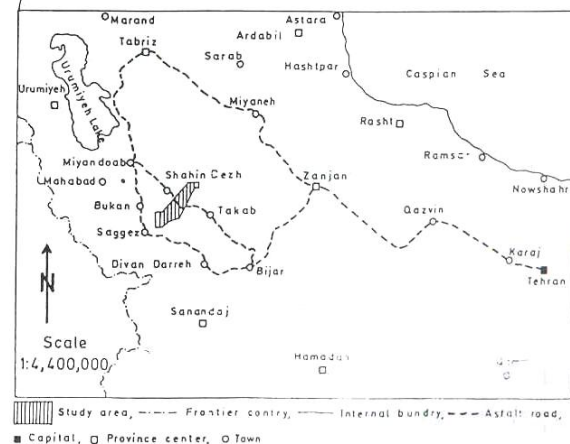 Marand
Astara
Ardabil
Tabriz
Sarab
Hashtpar
Caspian Sea
Urumiyeh
Urumiyeh Lake
Miyaneh
Rasht
Ramsar
Miyandoab
Shahin Dezh
Mahabad
Zanjan
Nowshahr
Bukan
Takab
Qazvin
Saggez
Karaj
Divan Darreh
Bijar
Tehran
N
Sanandaj
Scale
1:4,400,000
Hamadan
Study area, Frontier contry, Internal bundry, Asfalt road,
Capital, Province center, Town